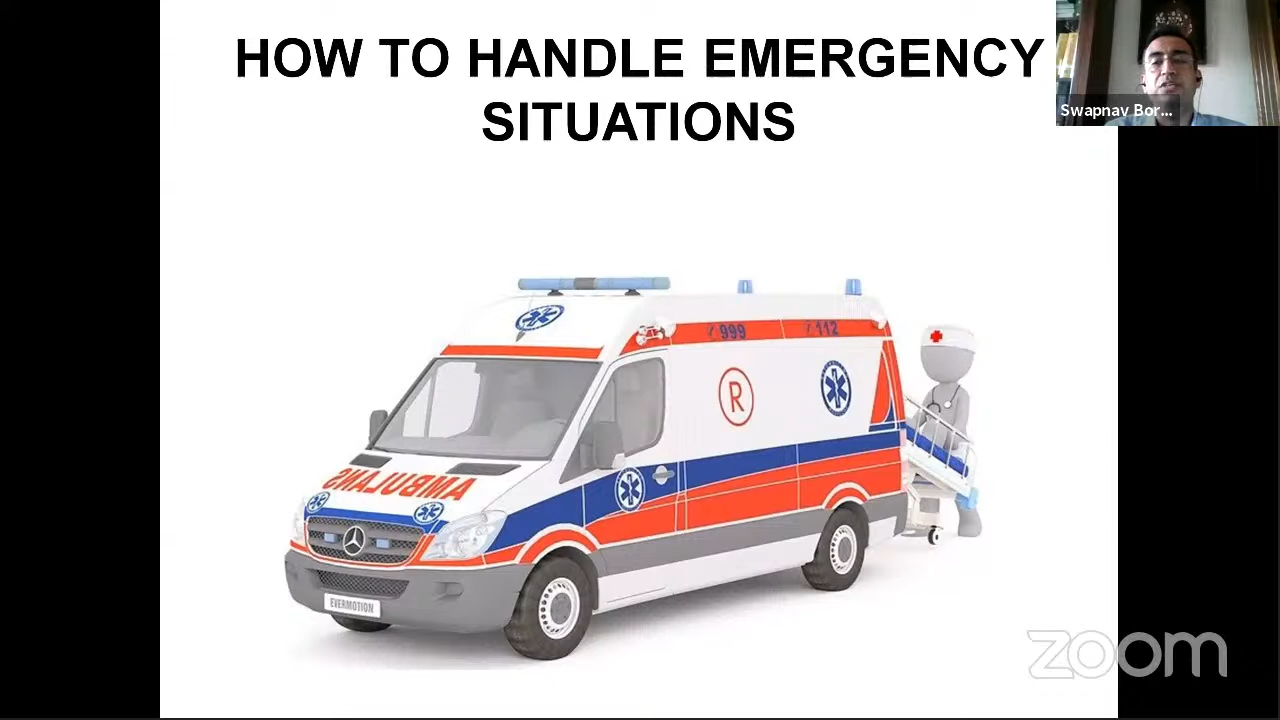 HOW TO HANDLE EMERGENCY
SITUATIONS
Swapnav Bor...
999
112
R
AMBULANS
EVERMOTION
zoom